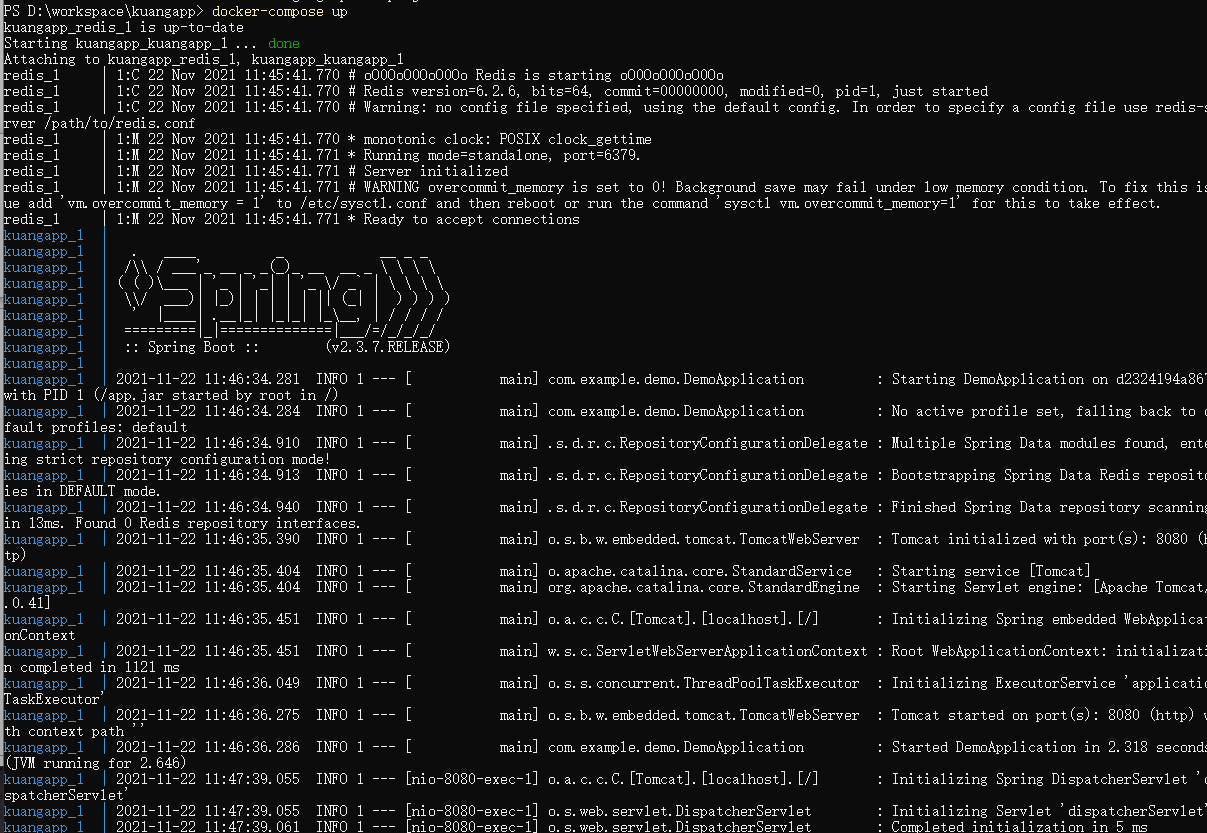 PS D:\workspace\kuangapp> docker-compose up
kuangapp_redis_1 is up-to-date
Starting kuangapp_kuangapp_1 ... done
Attaching to kuangapp_redis_1, kuangapp_kuangapp_1
redis_1     | 1:C 22 Nov 2021 11:45:41.770 # oO0OoO0OoO0Oo Redis is starting oO0OoO0OoO0Oo
redis_1     | 1:C 22 Nov 2021 11:45:41.770 # Redis version=6.2.6, bits=64, commit=00000000, modified=0, pid=1, just started
redis_1     | 1:C 22 Nov 2021 11:45:41.770 # Warning: no config file specified, using the default config. In order to specify a config file use redis-s
rver /path/to/redis.conf
redis_1     | 1:M 22 Nov 2021 11:45:41.770 * monotonic clock: POSIX clock_gettime
redis_1     | 1:M 22 Nov 2021 11:45:41.771 * Running mode=standalone, port=6379.
redis_1     | 1:M 22 Nov 2021 11:45:41.771 # Server initialized
redis_1     | 1:M 22 Nov 2021 11:45:41.771 # WARNING overcommit_memory is set to 0! Background save may fail under low memory condition. To fix this is
ue add 'vm.overcommit_memory = 1' to /etc/sysctl.conf and then reboot or run the command 'sysctl vm.overcommit_memory=1' for this to take effect.
redis_1     | 1:M 22 Nov 2021 11:45:41.771 * Ready to accept connections
kuangapp_1  |
kuangapp_1  |   .   ____          _            __ _ _
kuangapp_1  |  /\\ / ___'_ __ _ _(_)_ __  __ _ \ \ \ \
kuangapp_1  | ( ( )\___ | '_ | '_| | '_ \/ _` | \ \ \ \
kuangapp_1  |  \\/  ___)| |_)| | | | | || (_| |  ) ) ) )
kuangapp_1  |   '  |____| .__|_| |_|_| |_\__, | / / / /
kuangapp_1  |  =========|_|==============|___/=/_/_/_/
kuangapp_1  |  :: Spring Boot ::        (v2.3.7.RELEASE)
kuangapp_1  |
kuangapp_1  | 2021-11-22 11:46:34.281  INFO 1 --- [           main] com.example.demo.DemoApplication         : Starting DemoApplication on d2324194a867
with PID 1 (/app.jar started by root in /)
kuangapp_1  | 2021-11-22 11:46:34.284  INFO 1 --- [           main] com.example.demo.DemoApplication         : No active profile set, falling back to d
fault profiles: default
kuangapp_1  | 2021-11-22 11:46:34.910  INFO 1 --- [           main] .s.d.r.c.RepositoryConfigurationDelegate : Multiple Spring Data modules found, ente
ing strict repository configuration mode!
kuangapp_1  | 2021-11-22 11:46:34.913  INFO 1 --- [           main] .s.d.r.c.RepositoryConfigurationDelegate : Bootstrapping Spring Data Redis reposito
ies in DEFAULT mode.
kuangapp_1  | 2021-11-22 11:46:34.940  INFO 1 --- [           main] .s.d.r.c.RepositoryConfigurationDelegate : Finished Spring Data repository scanning
in 13ms. Found 0 Redis repository interfaces.
kuangapp_1  | 2021-11-22 11:46:35.390  INFO 1 --- [           main] o.s.b.w.embedded.tomcat.TomcatWebServer  : Tomcat initialized with port(s): 8080 (h
tp)
kuangapp_1  | 2021-11-22 11:46:35.404  INFO 1 --- [           main] o.apache.catalina.core.StandardService   : Starting service [Tomcat]
kuangapp_1  | 2021-11-22 11:46:35.404  INFO 1 --- [           main] org.apache.catalina.core.StandardEngine  : Starting Servlet engine: [Apache Tomcat/
.0.41]
kuangapp_1  | 2021-11-22 11:46:35.451  INFO 1 --- [           main] o.a.c.c.C.[Tomcat].[localhost].[/]       : Initializing Spring embedded WebApplicat
onContext
kuangapp_1  | 2021-11-22 11:46:35.451  INFO 1 --- [           main] w.s.c.ServletWebServerApplicationContext : Root WebApplicationContext: initializati
n completed in 1121 ms
kuangapp_1  | 2021-11-22 11:46:36.049  INFO 1 --- [           main] o.s.s.concurrent.ThreadPoolTaskExecutor  : Initializing ExecutorService 'applicatio
TaskExecutor'
kuangapp_1  | 2021-11-22 11:46:36.275  INFO 1 --- [           main] o.s.b.w.embedded.tomcat.TomcatWebServer  : Tomcat started on port(s): 8080 (http) w
th context path ''
kuangapp_1  | 2021-11-22 11:46:36.286  INFO 1 --- [           main] com.example.demo.DemoApplication         : Started DemoApplication in 2.318 seconds
(JVM running for 2.646)
kuangapp_1  | 2021-11-22 11:47:39.055  INFO 1 --- [nio-8080-exec-1] o.a.c.c.C.[Tomcat].[localhost].[/]       : Initializing Spring DispatcherServlet 'd
spatcherServlet'
kuangapp_1  | 2021-11-22 11:47:39.055  INFO 1 --- [nio-8080-exec-1] o.s.web.servlet.DispatcherServlet        : Initializing Servlet 'dispatcherServlet'
kuangapp_1  | 2021-11-22 11:47:39.061  INFO 1 --- [nio-8080-exec-1] o.s.web.servlet.DispatcherServlet        : Completed initialization in 5 ms